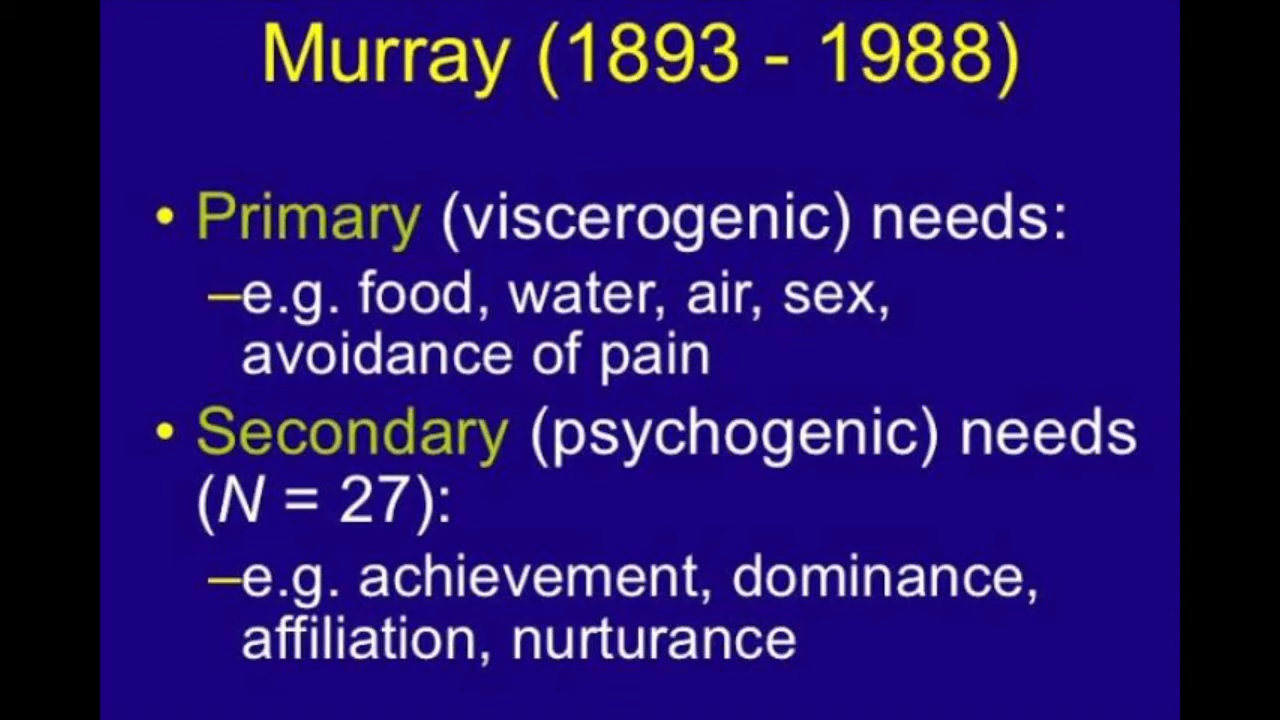 Murray (1893 - 1988)
• Primary (viscerogenic) needs:
–e.g. food, water, air, sex,
avoidance of pain
• Secondary (psychogenic) needs
(N = 27):
–e.g. achievement, dominance,
affiliation, nurturance